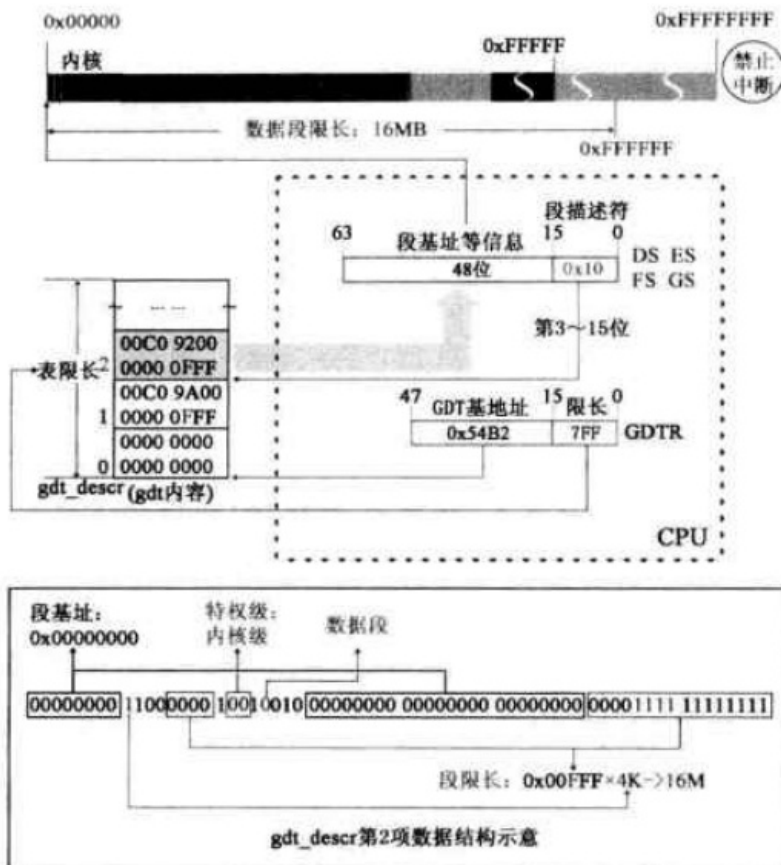 0x00000
0xFFFFFFFF
0xFFFFF
内核
禁止
中断
数据段限长：16MB
0xFFFFFF
段描述符
63
段基址等信息
15
0
48位
0x10
DS ES
FS GS
第3～15位
…… 
00C0 9200
表限长
2
0000 0FFF
00C0 9A00
1
0000 0FFF
0000 0000
0
0000 0000
gdt_descr
(gdt内容)
47
GDT基地址
15
限长
0
0x54B2
7FF
GDTR
CPU
段基址：
0x00000000
特权级：
内核级
数据段
00000000 11000000 10010010 00000000 00000000 00000000 00001111 11111111
段限长：0x00FFF×4K->16M
gdt_descr第2项数据结构示意